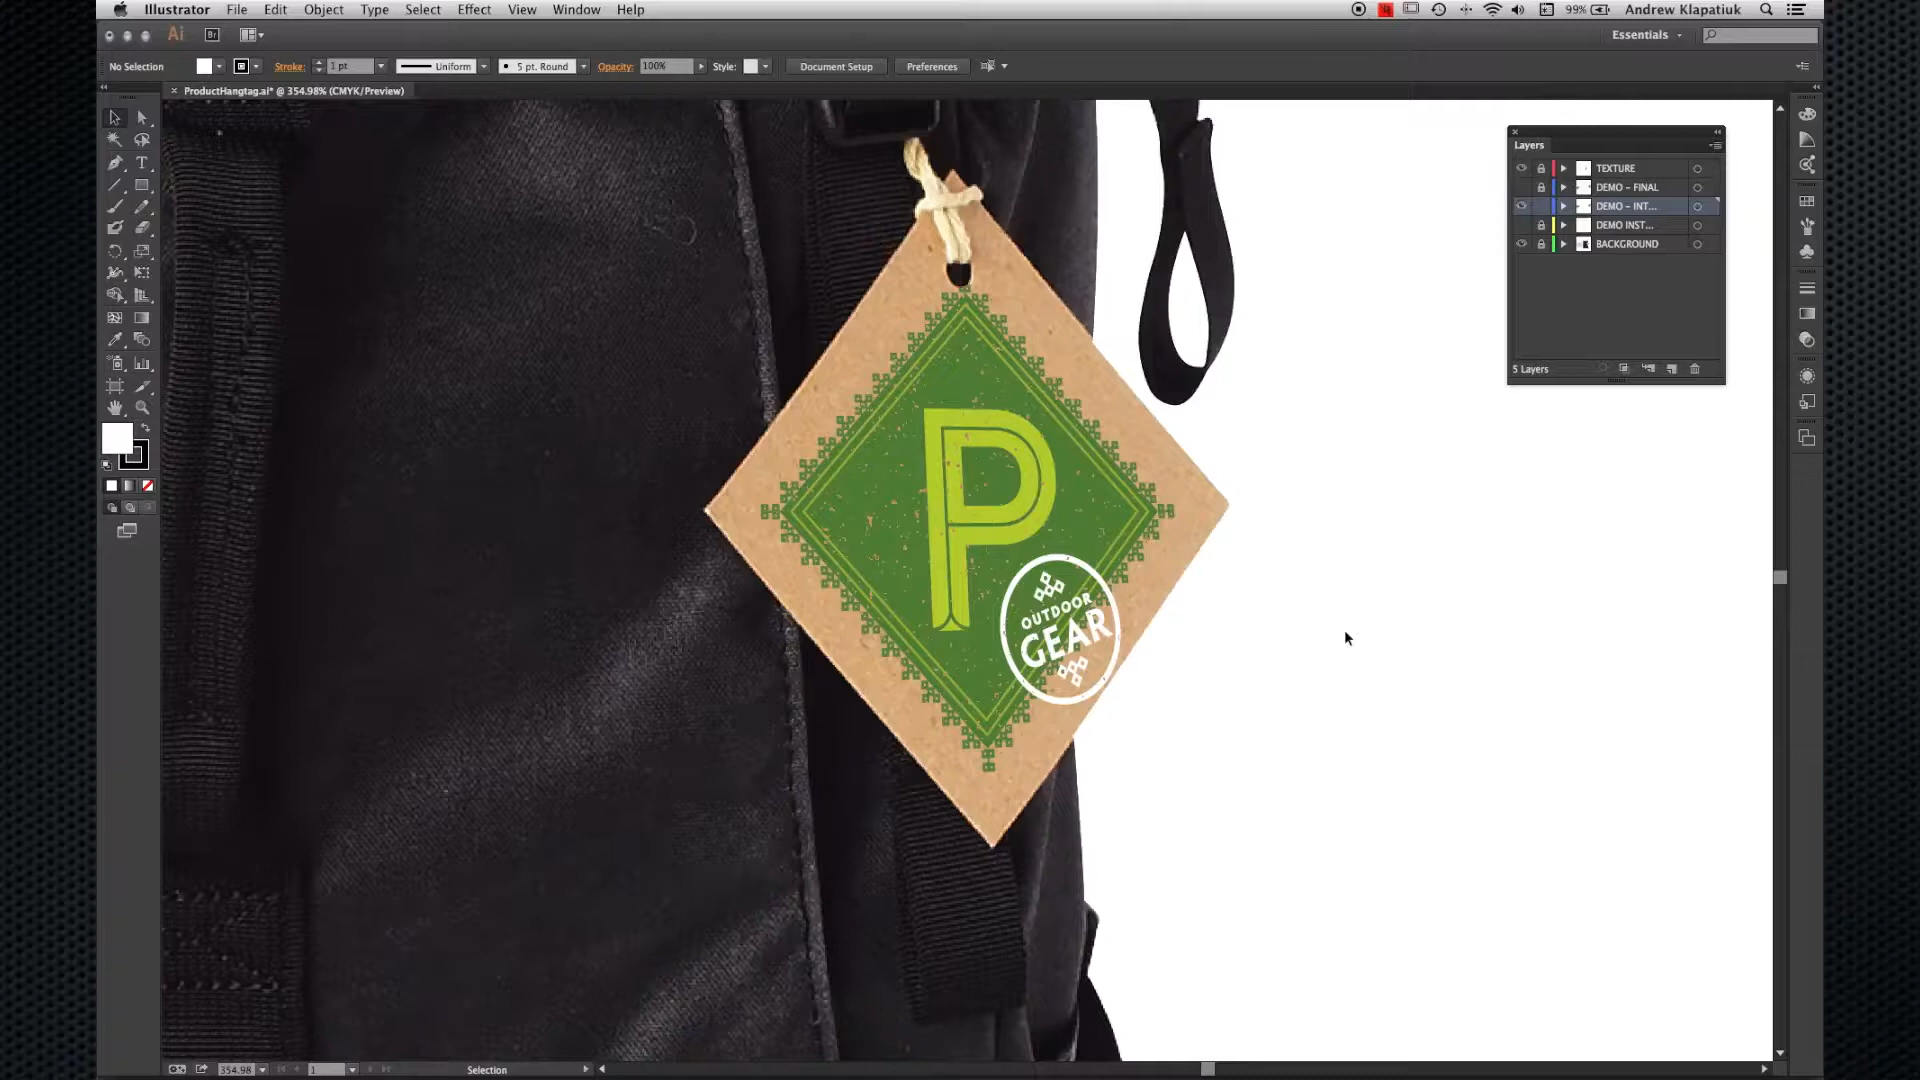 Illustrator File Edit Object Type Select Effect View Window Help 99% Andrew Klapatiuk
Ai Br Essentials
No Selection Stroke: 1 pt Uniform 5 pt. Round Opacity: 100% Style: Document Setup Preferences
ProductHangtag.ai* @ 354.98% (CMYK/Preview)
Layers
TEXTURE
DEMO - FINAL
DEMO - INT...
DEMO INST...
BACKGROUND
5 Layers
P
OUTDOOR
GEAR
354.98 1 Selection